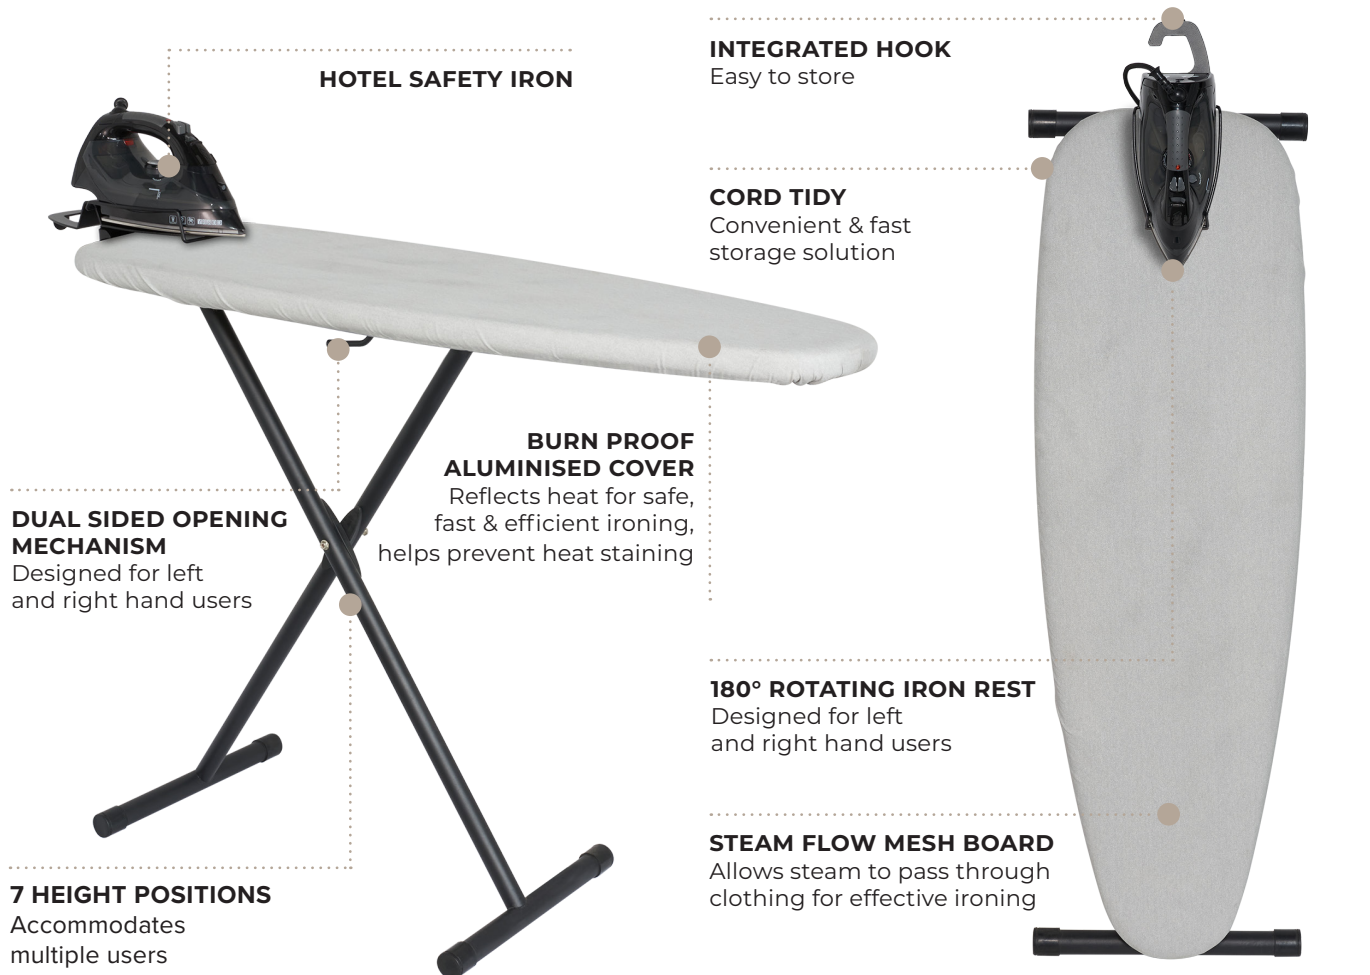 HOTEL SAFETY IRON
INTEGRATED HOOK
Easy to store
CORD TIDY
Convenient & fast
storage solution
BURN PROOF
ALUMINISED COVER
Reflects heat for safe,
fast & efficient ironing,
helps prevent heat staining
DUAL SIDED OPENING
MECHANISM
Designed for left
and right hand users
180° ROTATING IRON REST
Designed for left
and right hand users
STEAM FLOW MESH BOARD
Allows steam to pass through
clothing for effective ironing
7 HEIGHT POSITIONS
Accommodates
multiple users